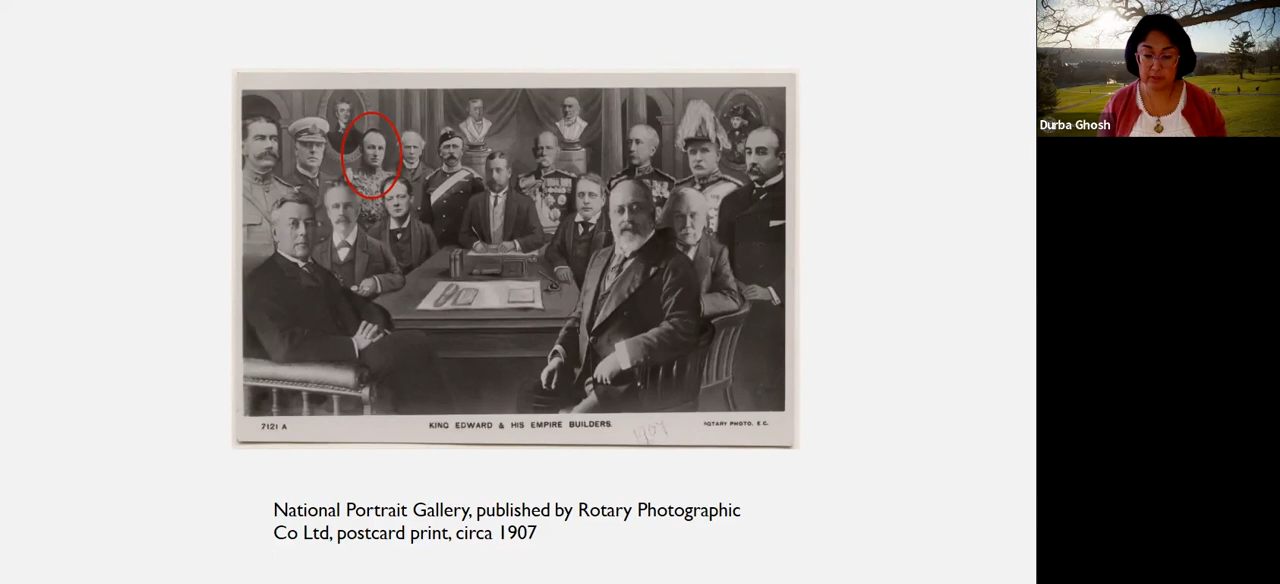 Durba Ghosh
7121 A
KING EDWARD & HIS EMPIRE BUILDERS.
1907
ROTARY PHOTO, E.C.
National Portrait Gallery, published by Rotary Photographic
Co Ltd, postcard print, circa 1907